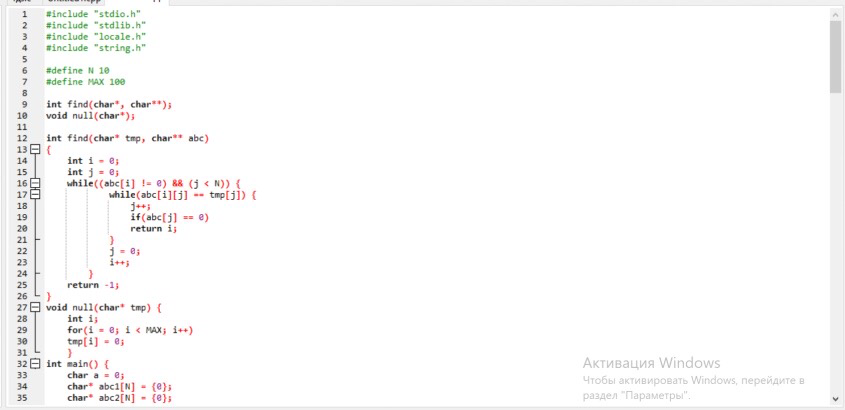 1 #include "stdio.h"
2 #include "stdlib.h"
3 #include "locale.h"
4 #include "string.h"
5
6 #define N 10
7 #define MAX 100
8
9 int find(char*, char**);
10 void null(char*);
11
12 int find(char* tmp, char** abc)
13 {
14 int i = 0;
15 int j = 0;
16 while((abc[i] != 0) && (j < N)) {
17 while(abc[i][j] == tmp[j]) {
18 j++;
19 if(abc[j] == 0)
20 return i;
21 }
22 j = 0;
23 i++;
24 }
25 return -1;
26 }
27 void null(char* tmp) {
28 int i;
29 for(i = 0; i < MAX; i++)
30 tmp[i] = 0;
31 }
32 int main() {
33 char a = 0;
34 char* abc1[N] = {0};
35 char* abc2[N] = {0};
Активация Windows
Чтобы активировать Windows, перейдите в
раздел "Параметры".